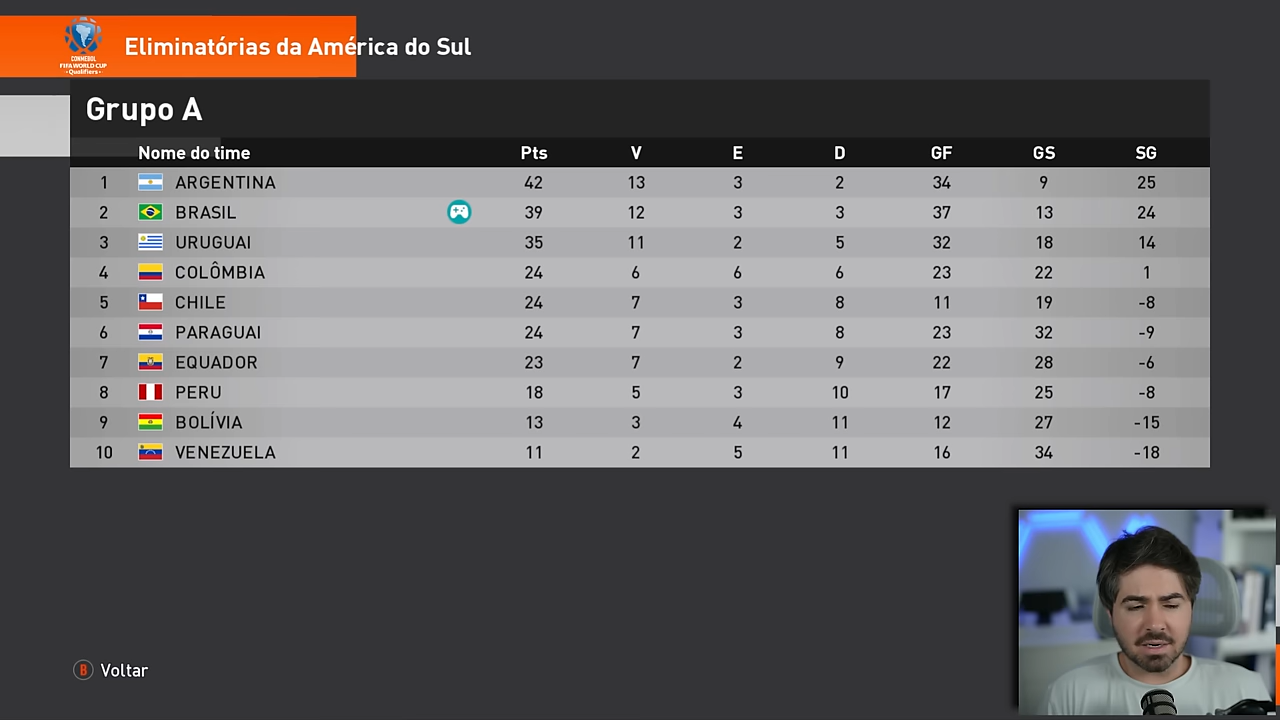 CONMEBOL
FIFA WORLD CUP
Qualifiers
Eliminatórias da América do Sul
Grupo A
Nome do time Pts V E D GF GS SG
1 ARGENTINA 42 13 3 2 34 9 25
2 BRASIL 39 12 3 3 37 13 24
3 URUGUAI 35 11 2 5 32 18 14
4 COLÔMBIA 24 6 6 6 23 22 1
5 CHILE 24 7 3 8 11 19 -8
6 PARAGUAI 24 7 3 8 23 32 -9
7 EQUADOR 23 7 2 9 22 28 -6
8 PERU 18 5 3 10 17 25 -8
9 BOLÍVIA 13 3 4 11 12 27 -15
10 VENEZUELA 11 2 5 11 16 34 -18
B Voltar